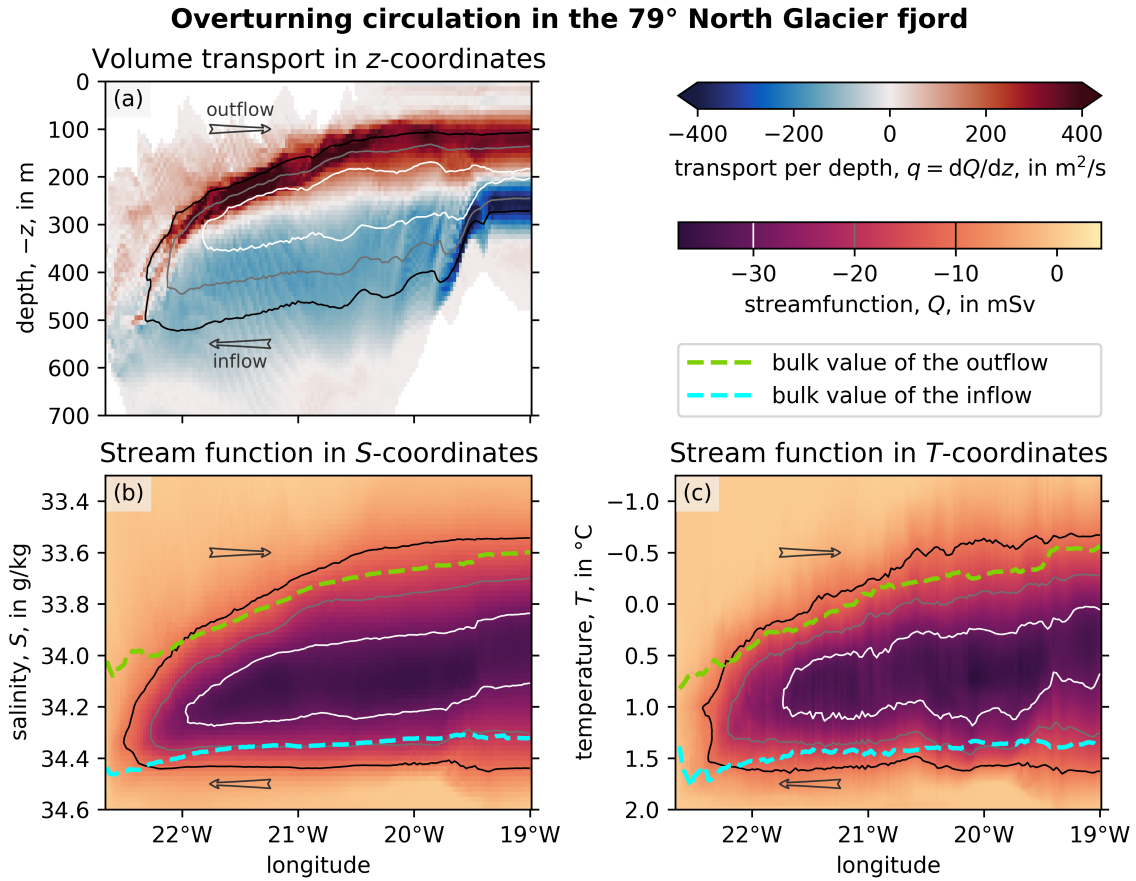 Overturning circulation in the 79° North Glacier fjord
Volume transport in z-coordinates
(a)
outflow
inflow
0
100
200
300
400
500
600
700
depth, −z, in m
−400 −200 0 200 400
transport per depth, q = dQ/dz, in m²/s
−30 −20 −10 0
streamfunction, Q, in mSv
bulk value of the outflow
bulk value of the inflow
Stream function in S-coordinates
(b)
33.4
33.6
33.8
34.0
34.2
34.4
34.6
salinity, S, in g/kg
22°W 21°W 20°W 19°W
longitude
Stream function in T-coordinates
(c)
−1.0
−0.5
0.0
0.5
1.0
1.5
2.0
temperature, T, in °C
22°W 21°W 20°W 19°W
longitude